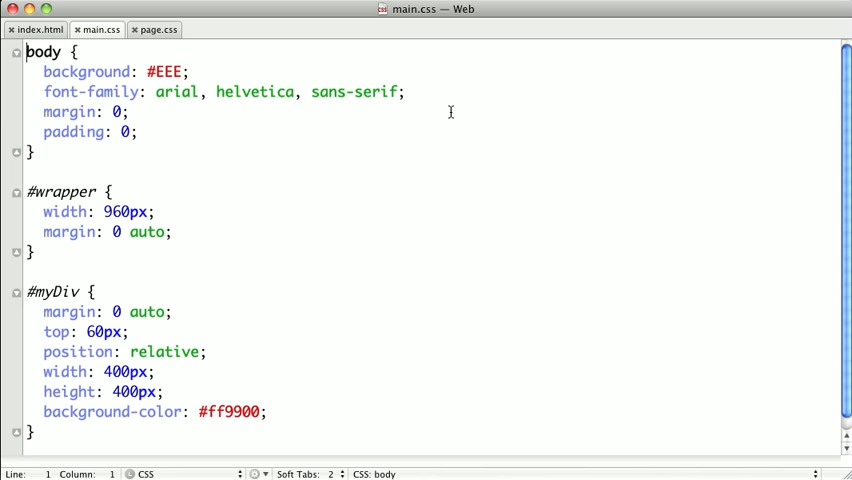 main.css — Web
index.html main.css page.css
body {
  background: #EEE;
  font-family: arial, helvetica, sans-serif;
  margin: 0;
  padding: 0;
}
#wrapper {
  width: 960px;
  margin: 0 auto;
}
#myDiv {
  margin: 0 auto;
  top: 60px;
  position: relative;
  width: 400px;
  height: 400px;
  background-color: #ff9900;
}
Line: 1 Column: 1 CSS Soft Tabs: 2 CSS: body